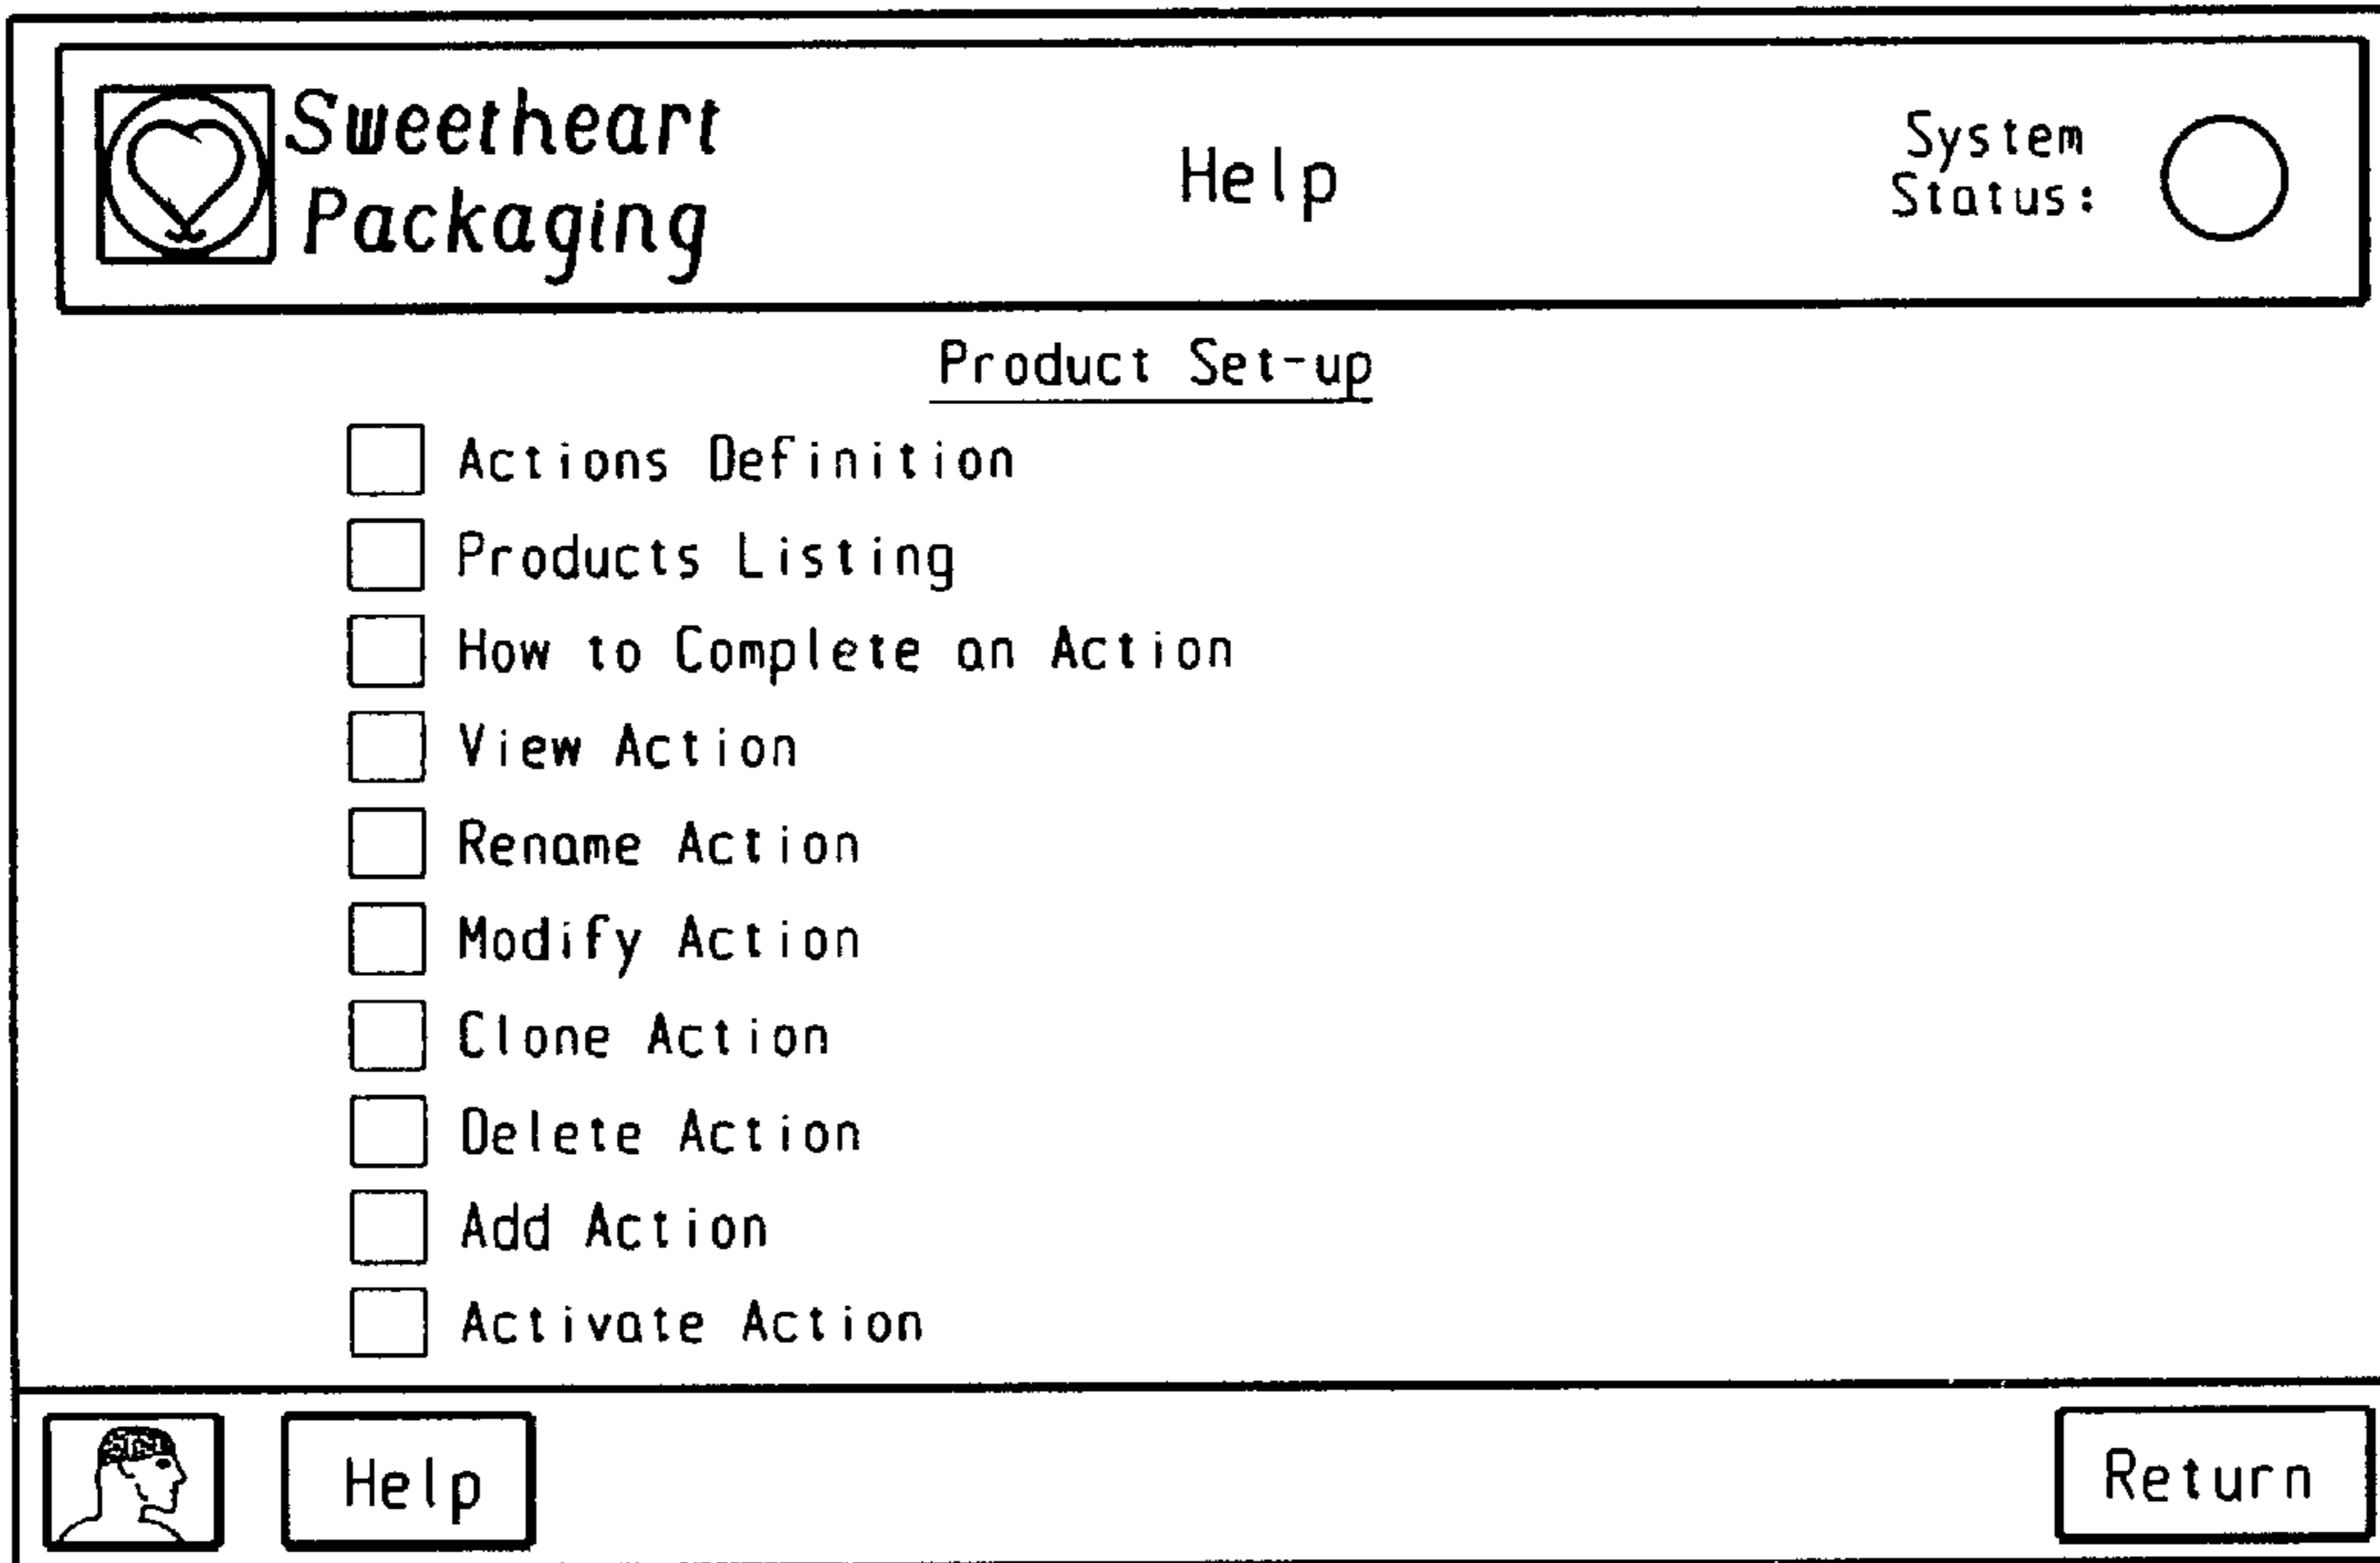 Sweetheart
Packaging
Help
System
Status:
Product Set-up
Actions Definition
Products Listing
How to Complete an Action
View Action
Rename Action
Modify Action
Clone Action
Delete Action
Add Action
Activate Action
Help
Return